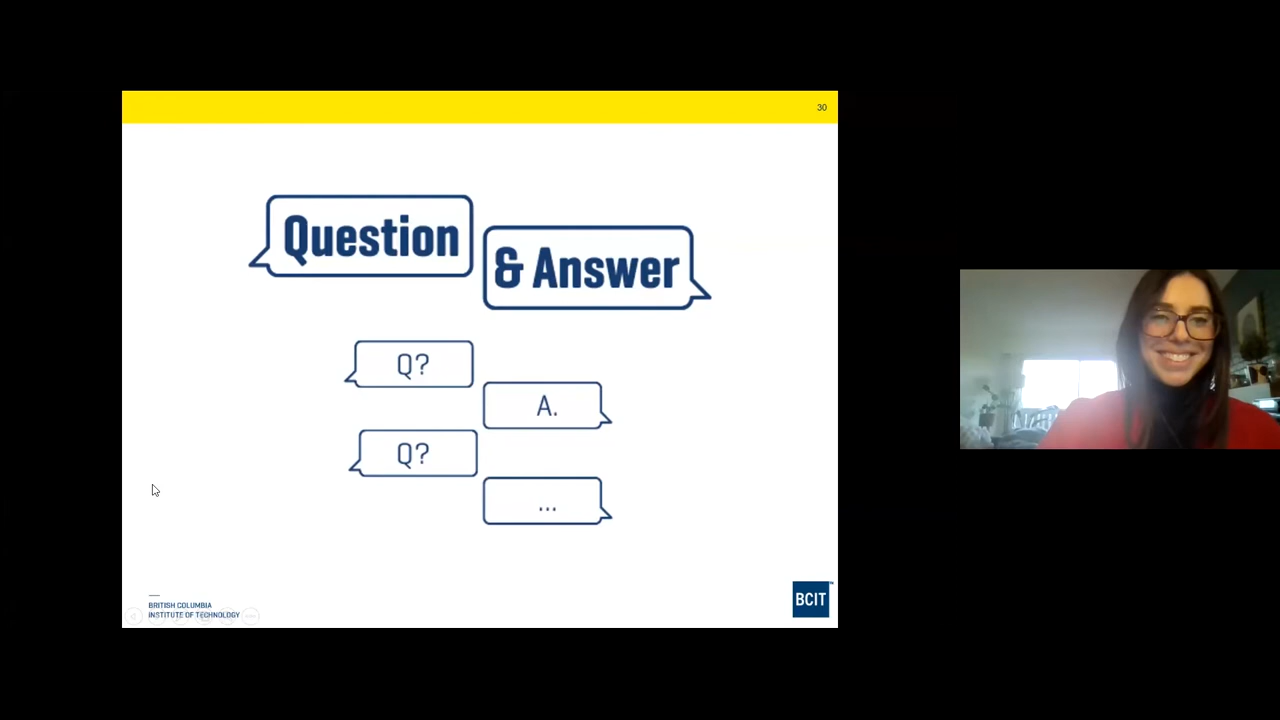 30
Question
& Answer
Q?
A.
Q?
...
BRITISH COLUMBIA
INSTITUTE OF TECHNOLOGY
BCIT